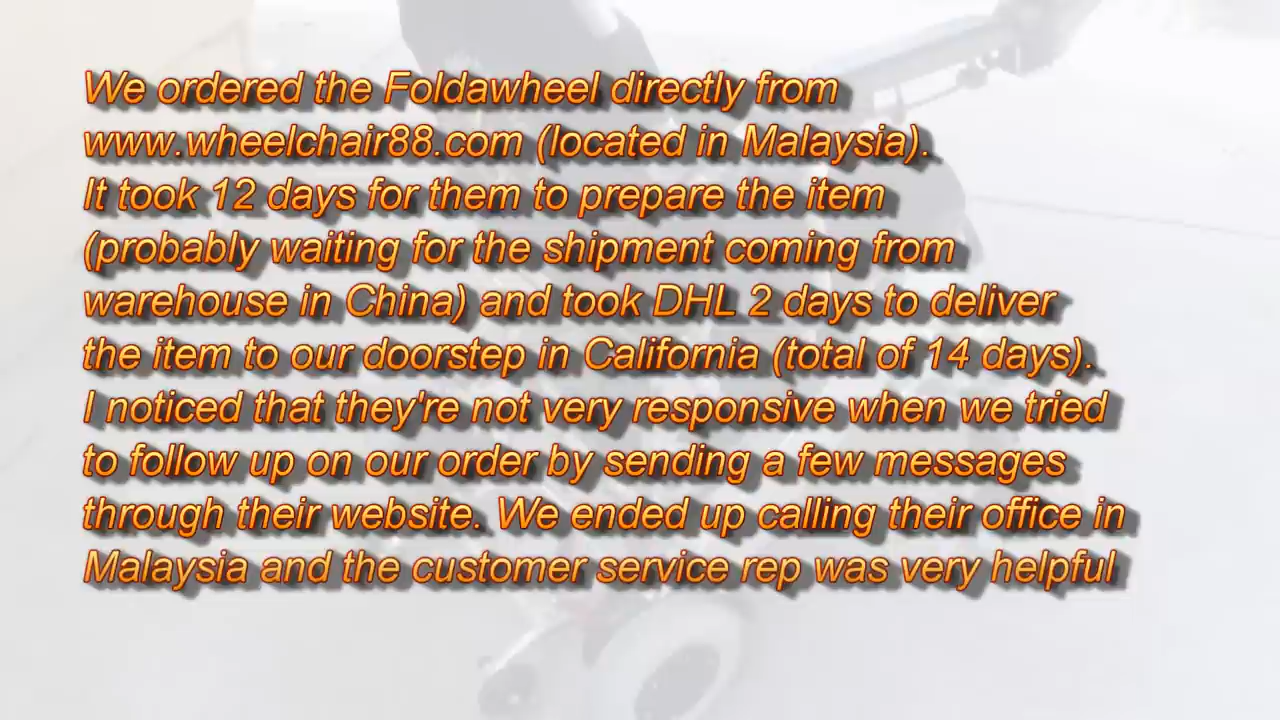 We ordered the Foldawheel directly from
www.wheelchair88.com (located in Malaysia).
It took 12 days for them to prepare the item
(probably waiting for the shipment coming from
warehouse in China) and took DHL 2 days to deliver
the item to our doorstep in California (total of 14 days).
I noticed that they're not very responsive when we tried
to follow up on our order by sending a few messages
through their website. We ended up calling their office in
Malaysia and the customer service rep was very helpful